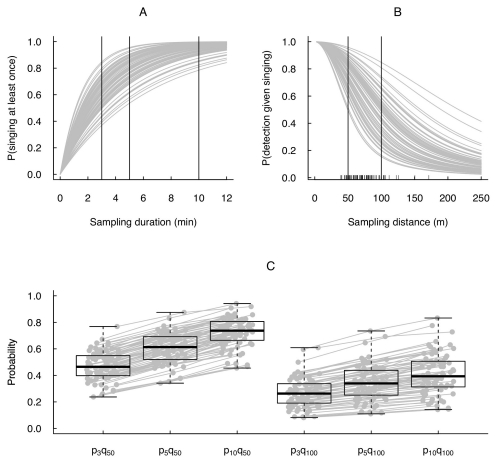 A
B
P(singing at least once)
1.0
0.8
0.6
0.4
0.2
0.0
0 2 4 6 8 10 12
Sampling duration (min)
P(detection given singing)
1.0
0.8
0.6
0.4
0.2
0.0
0 50 100 150 200 250
Sampling distance (m)
C
Probability
1.0
0.8
0.6
0.4
0.2
0.0
p₃q₅₀ p₅q₅₀ p₁₀q₅₀ p₃q₁₀₀ p₅q₁₀₀ p₁₀q₁₀₀